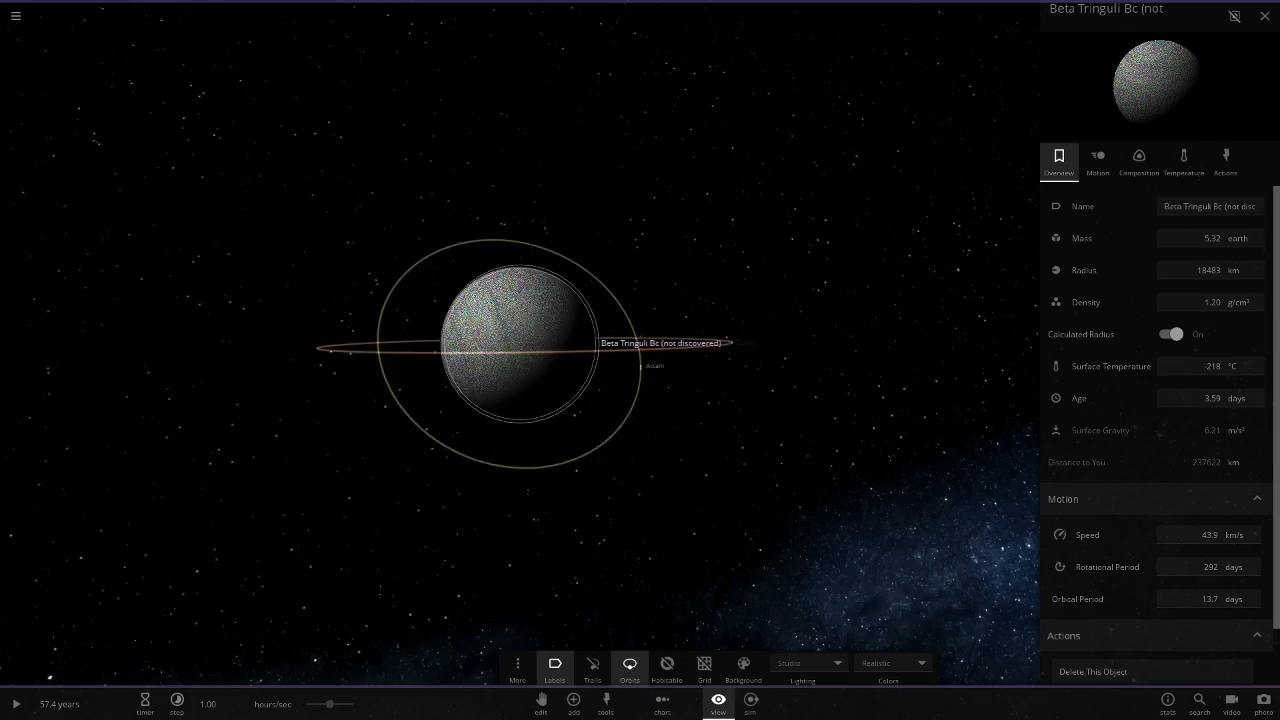 Beta Tringuli Bc (not
Overview
Motion
Composition
Temperature
Actions
Name Beta Tringuli Bc (not disc
Mass 5.32 earth
Radius 18483 km
Density 1.20 g/cm³
Calculated Radius On
Surface Temperature -218 °C
Age 3.59 days
Surface Gravity 6.21 m/s²
Distance to You 237622 km
Motion
Speed 43.9 km/s
Rotational Period 292 days
Orbital Period 13.7 days
Actions
Delete This Object
Beta Tringuli Bc (not discovered)
More
Labels
Trails
Orbits
Habitable
Grid
Background
Studio
Lighting
Realistic
Colors
57.4 years
timer
step
1.00 hours/sec
edit
add
tools
chart
view
sim
stats
search
video
photo